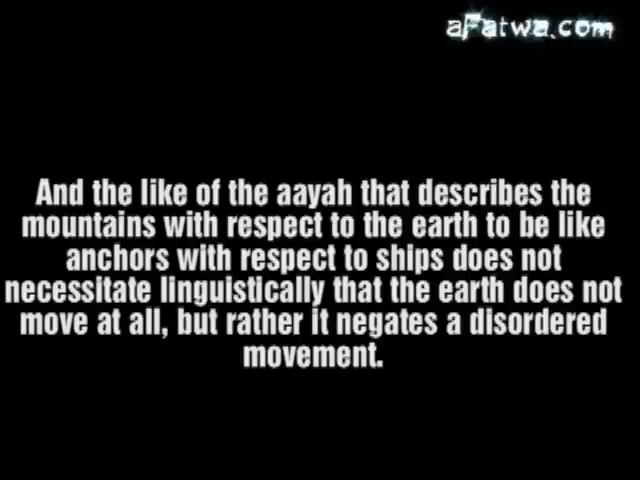 aFatwa.com
And the like of the aayah that describes the
mountains with respect to the earth to be like
anchors with respect to ships does not
necessitate linguistically that the earth does not
move at all, but rather it negates a disordered
movement.